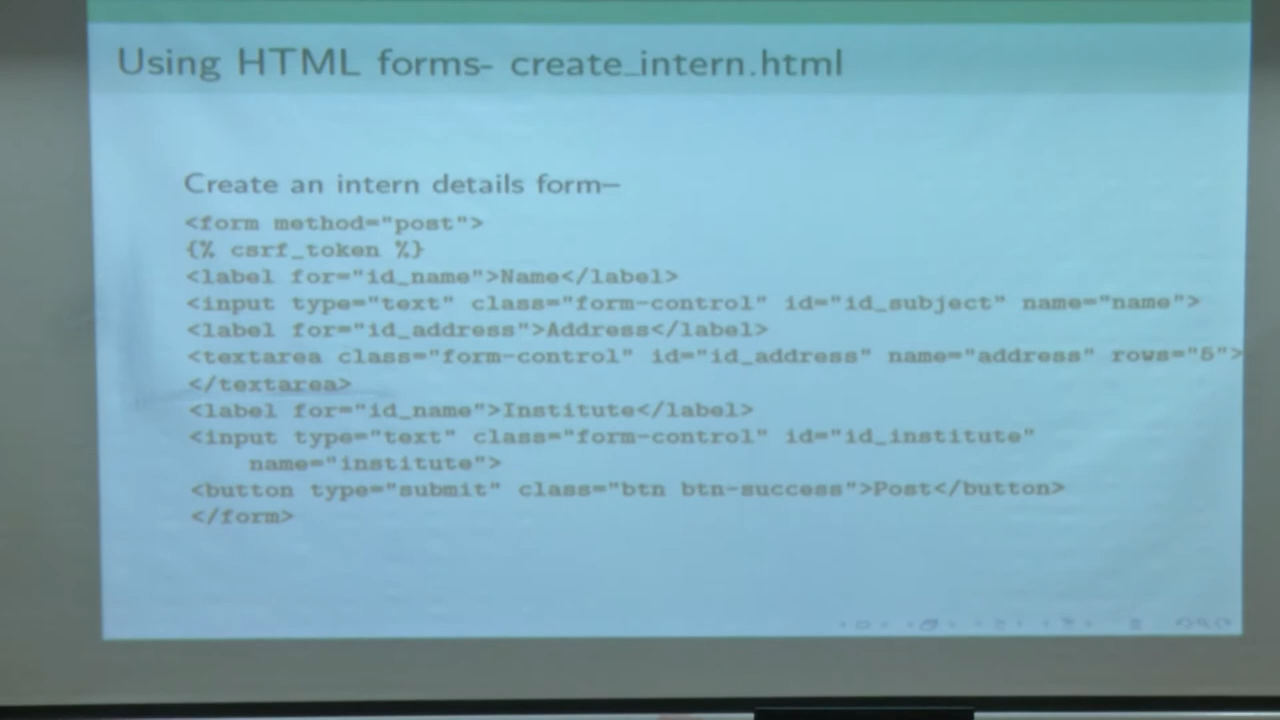 Using HTML forms- create_intern.html
Create an intern details form–
<form method="post">
{% csrf_token %}
<label for="id_name">Name</label>
<input type="text" class="form-control" id="id_subject" name="name">
<label for="id_address">Address</label>
<textarea class="form-control" id="id_address" name="address" rows="5">
</textarea>
<label for="id_name">Institute</label>
<input type="text" class="form-control" id="id_institute"
name="institute">
<button type="submit" class="btn btn-success">Post</button>
</form>